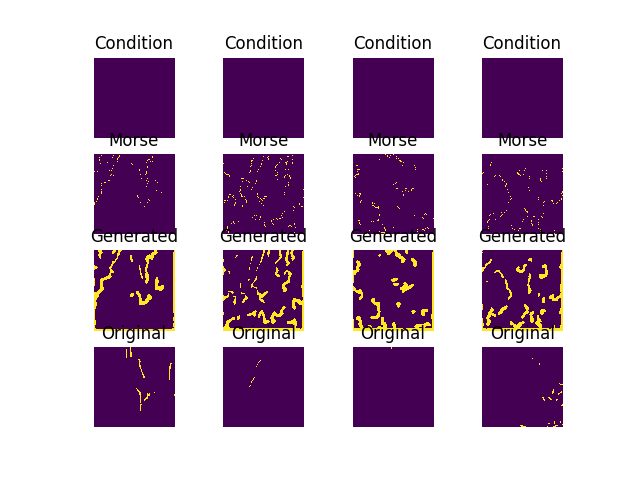 Condition Condition Condition Condition
Morse Morse Morse Morse
Generated Generated Generated Generated
Original Original Original Original